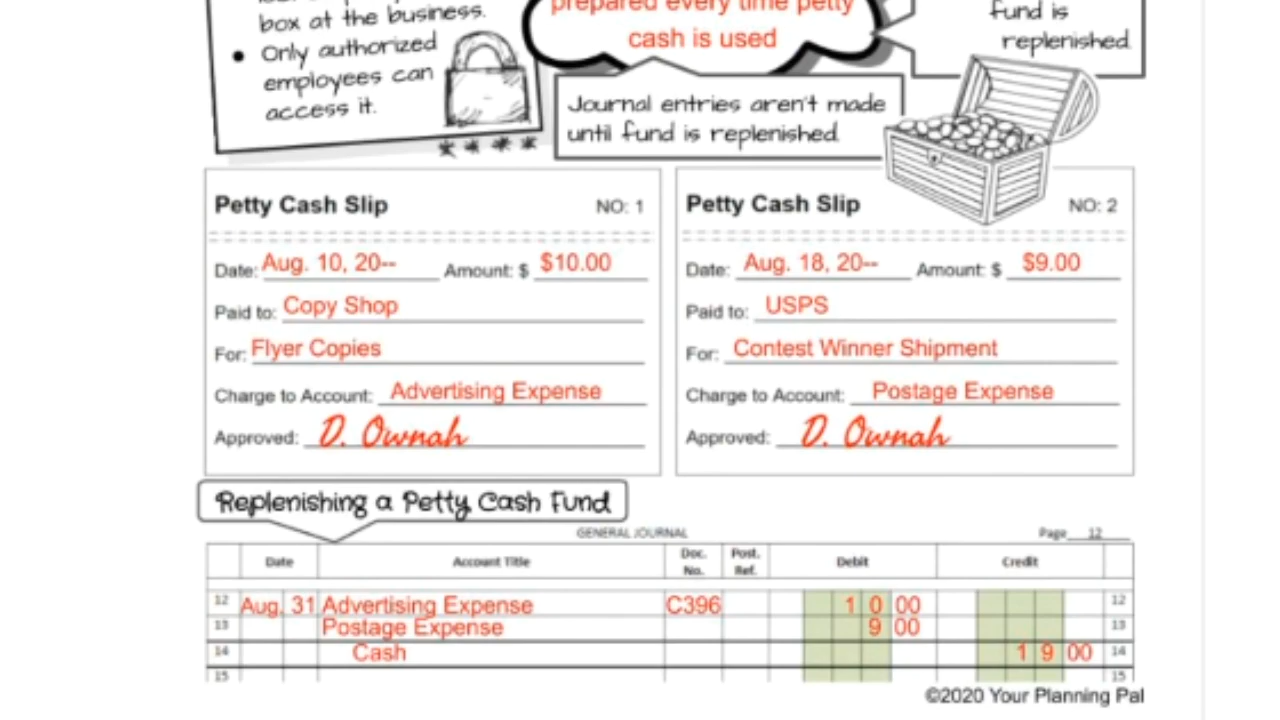 box at the business.
• Only authorized
employees can
access it.
prepared every time petty
cash is used
fund is
replenished.
Journal entries aren't made
until fund is replenished.
Petty Cash Slip NO: 1
Date: Aug. 10, 20-- Amount: $ $10.00
Paid to: Copy Shop
For: Flyer Copies
Charge to Account: Advertising Expense
Approved: D. Ownah
Petty Cash Slip NO: 2
Date: Aug. 18, 20-- Amount: $ $9.00
Paid to: USPS
For: Contest Winner Shipment
Charge to Account: Postage Expense
Approved: D. Ownah
Replenishing a Petty Cash Fund
GENERAL JOURNAL Page 12
Date Account Title Doc. No. Post. Ref. Debit Credit
12 Aug. 31 Advertising Expense C396 10 00 12
13 Postage Expense 9 00 13
14 Cash 19 00 14
15 15
©2020 Your Planning Pal